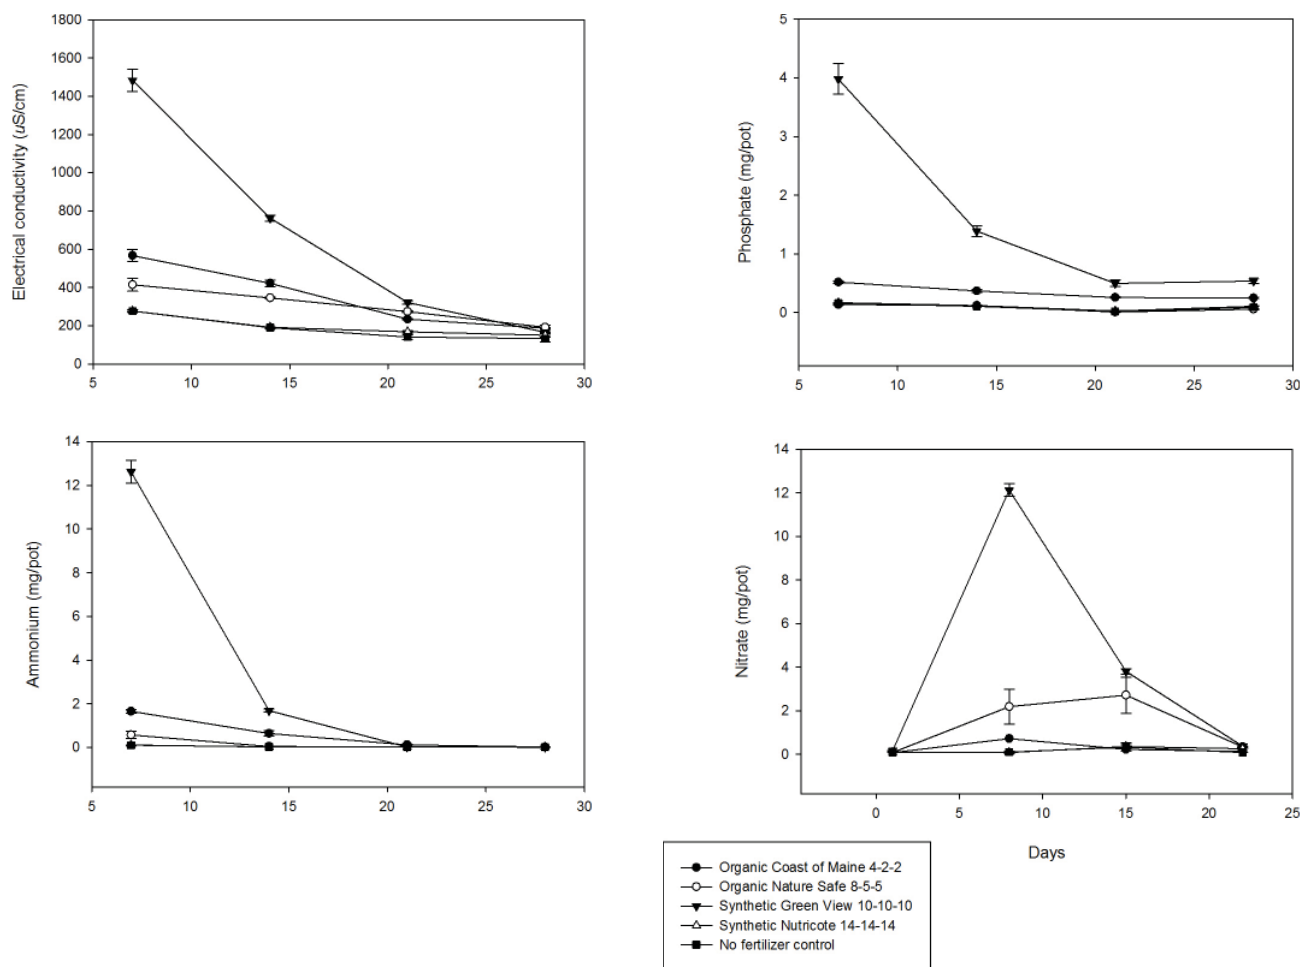 1800
1600
1400
1200
1000
800
600
400
200
0
Electrical conductivity (uS/cm)
5 10 15 20 25 30
5
4
3
2
1
0
Phosphate (mg/pot)
5 10 15 20 25 30
14
12
10
8
6
4
2
0
Ammonium (mg/pot)
5 10 15 20 25 30
14
12
10
8
6
4
2
0
Nitrate (mg/pot)
0 5 10 15 20 25
Days
Organic Coast of Maine 4-2-2
Organic Nature Safe 8-5-5
Synthetic Green View 10-10-10
Synthetic Nutricote 14-14-14
No fertilizer control